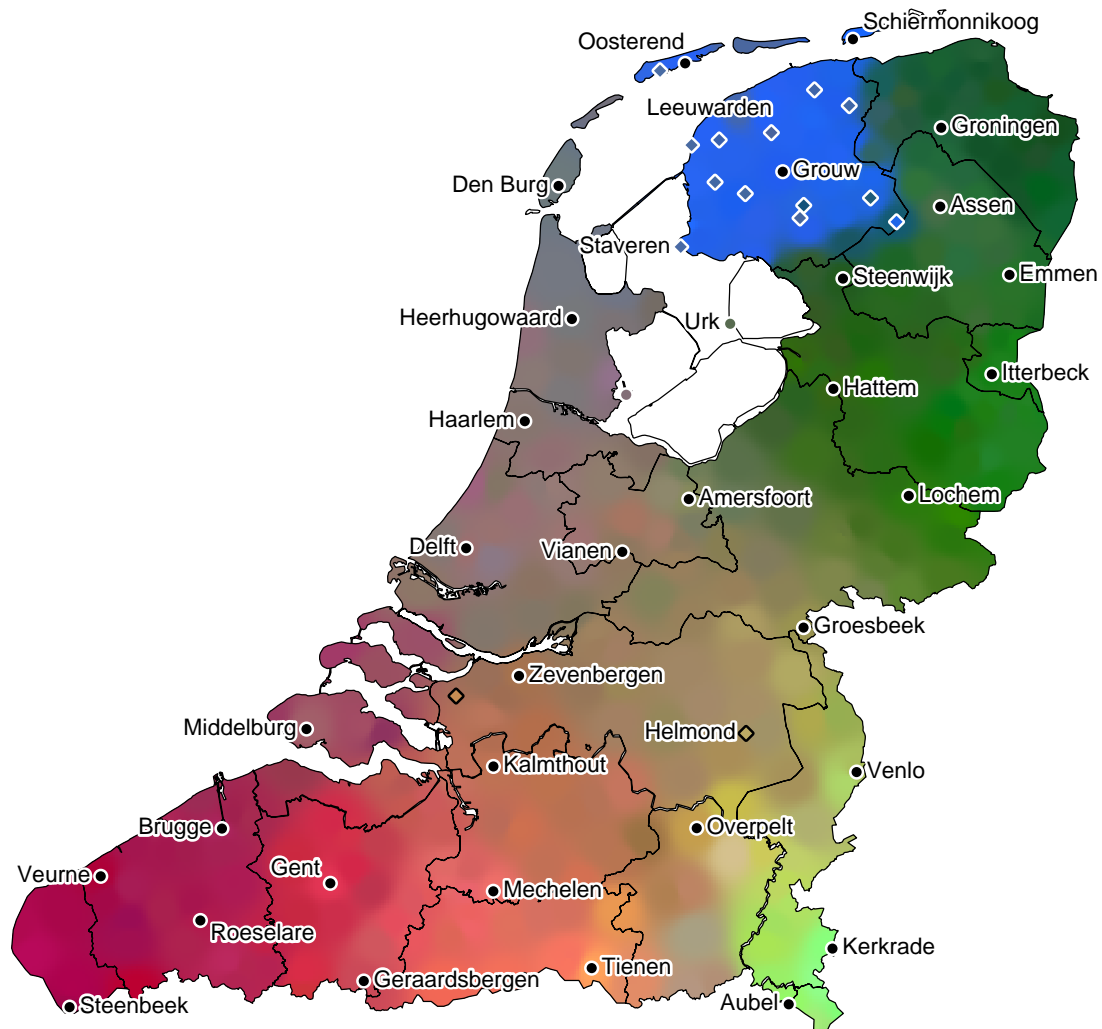 Schiermonnikoog
Oosterend
Leeuwarden
Groningen
Grouw
Den Burg
Assen
Staveren
Steenwijk
Emmen
Heerhugowaard
Urk
Itterbeck
Hattem
Haarlem
Amersfoort
Lochem
Delft
Vianen
Groesbeek
Zevenbergen
Middelburg
Helmond
Kalmthout
Venlo
Brugge
Overpelt
Gent
Veurne
Mechelen
Roeselare
Kerkrade
Tienen
Geraardsbergen
Steenbeek
Aubel